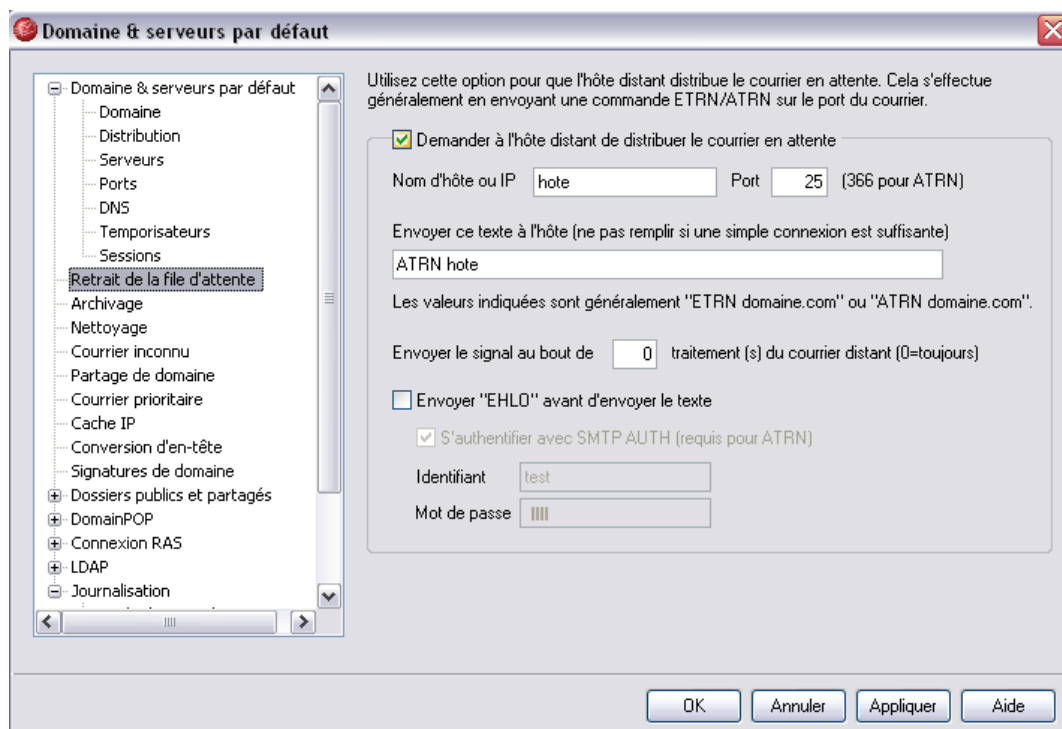 Domaine & serveurs par défaut
Domaine & serveurs par défaut
Domaine
Distribution
Serveurs
Ports
DNS
Temporisateurs
Sessions
Retrait de la file d'attente
Archivage
Nettoyage
Courrier inconnu
Partage de domaine
Courrier prioritaire
Cache IP
Conversion d'en-tête
Signatures de domaine
Dossiers publics et partagés
DomainPOP
Connexion RAS
LDAP
Journalisation
Utilisez cette option pour que l'hôte distant distribue le courrier en attente. Cela s'effectue
généralement en envoyant une commande ETRN/ATRN sur le port du courrier.
Demander à l'hôte distant de distribuer le courrier en attente
Nom d'hôte ou IP hote Port 25 (366 pour ATRN)
Envoyer ce texte à l'hôte (ne pas remplir si une simple connexion est suffisante)
ATRN hote
Les valeurs indiquées sont généralement "ETRN domaine.com" ou "ATRN domaine.com".
Envoyer le signal au bout de 0 traitement (s) du courrier distant (0=toujours)
Envoyer "EHLO" avant d'envoyer le texte
S'authentifier avec SMTP AUTH (requis pour ATRN)
Identifiant test
Mot de passe
OK Annuler Appliquer Aide